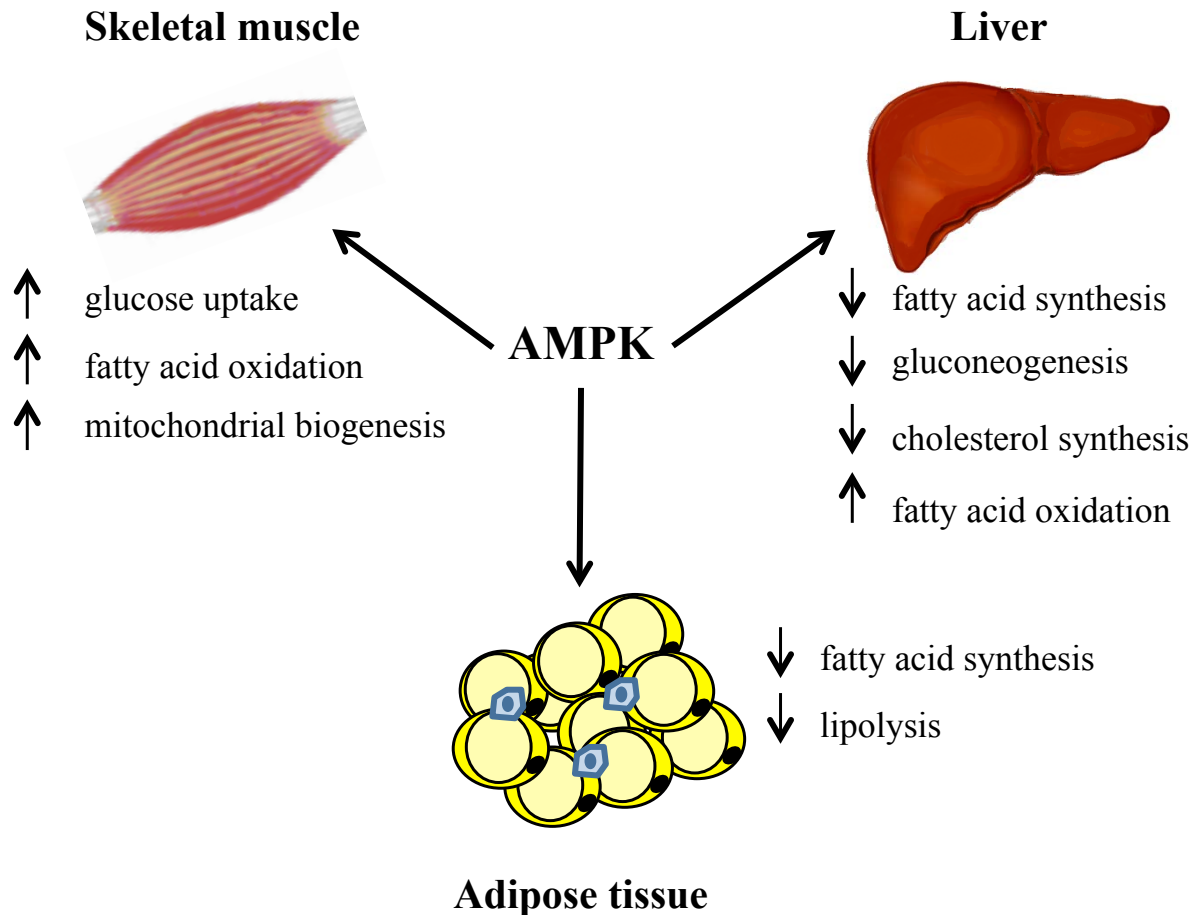 Skeletal muscle
Liver
↑ glucose uptake
↑ fatty acid oxidation
↑ mitochondrial biogenesis
AMPK
↓ fatty acid synthesis
↓ gluconeogenesis
↓ cholesterol synthesis
↑ fatty acid oxidation
↓ fatty acid synthesis
↓ lipolysis
Adipose tissue